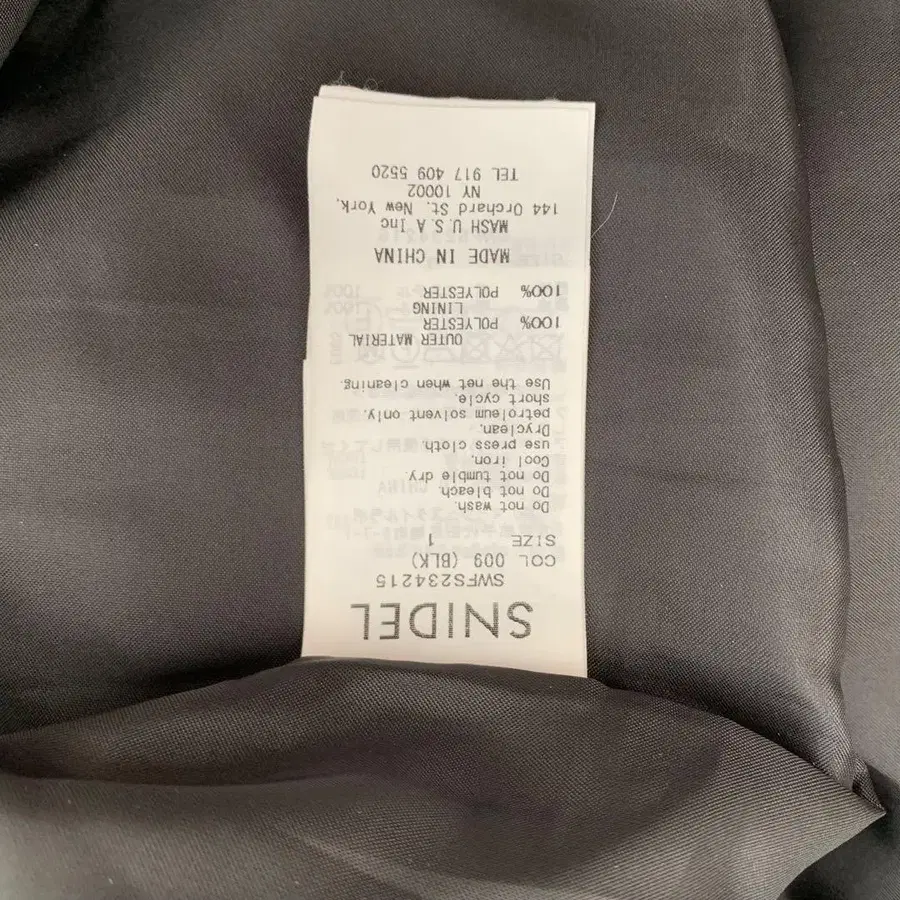 SNIDEL
SWFS234215
COL 009 (BLK)
SIZE 1
Do not wash.
Do not bleach.
Do not tumble dry.
Cool iron.
use press cloth.
Dryclean.
petroleum solvent only.
short cycle.
Use the net when cleaning.
OUTER MATERIAL
100% POLYESTER
LINING
100% POLYESTER
MADE IN CHINA
MASH U.S.A Inc
144 Orchard St. New York,
NY 10002
TEL 917 409 5520